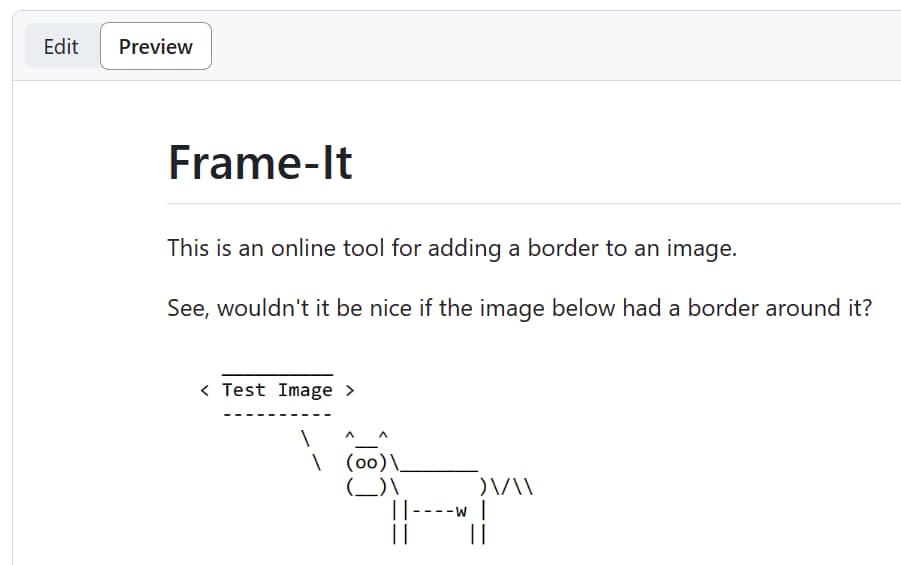 Edit Preview
Frame-It
This is an online tool for adding a border to an image.
See, wouldn't it be nice if the image below had a border around it?
 __________
< Test Image >
 ----------
        \   ^__^
         \  (oo)\_______
            (__)\       )\/\\
                ||----w |
                ||     ||